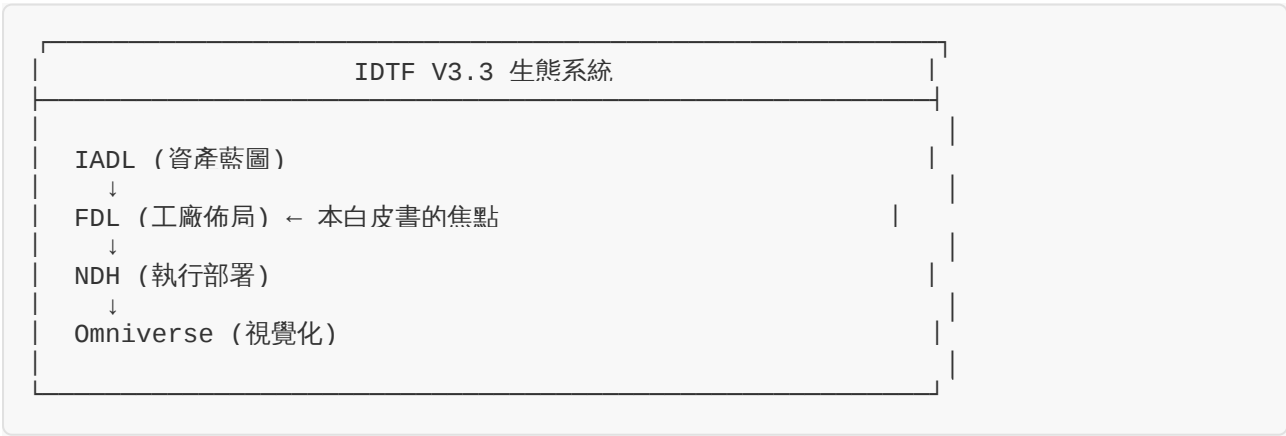 IDTF V3.3 生態系統
IADL (資產藍圖)
↓
FDL (工廠佈局) ← 本白皮書的焦點
↓
NDH (執行部署)
↓
Omniverse (視覺化)